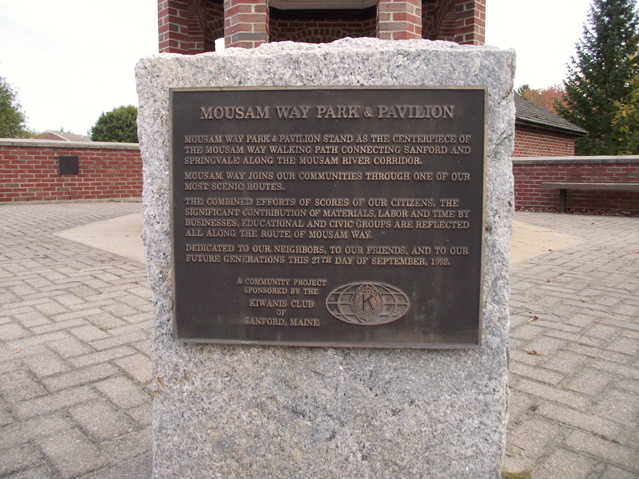 MOUSAM WAY PARK & PAVILION
MOUSAM WAY PARK & PAVILION STAND AS THE CENTERPIECE OF
THE MOUSAM WAY WALKING PATH CONNECTING SANFORD AND
SPRINGVALE ALONG THE MOUSAM RIVER CORRIDOR.
MOUSAM WAY JOINS OUR COMMUNITIES THROUGH ONE OF OUR
MOST SCENIC ROUTES.
THE COMBINED EFFORTS OF SCORES OF OUR CITIZENS, THE
SIGNIFICANT CONTRIBUTION OF MATERIALS, LABOR AND TIME BY
BUSINESSES, EDUCATIONAL AND CIVIC GROUPS ARE REFLECTED
ALL ALONG THE ROUTE OF MOUSAM WAY.
DEDICATED TO OUR NEIGHBORS, TO OUR FRIENDS, AND TO OUR
FUTURE GENERATIONS THIS 27TH DAY OF SEPTEMBER,
A COMMUNITY PROJECT
SPONSORED BY THE
KIWANIS CLUB
OF
SANFORD, MAINE
K